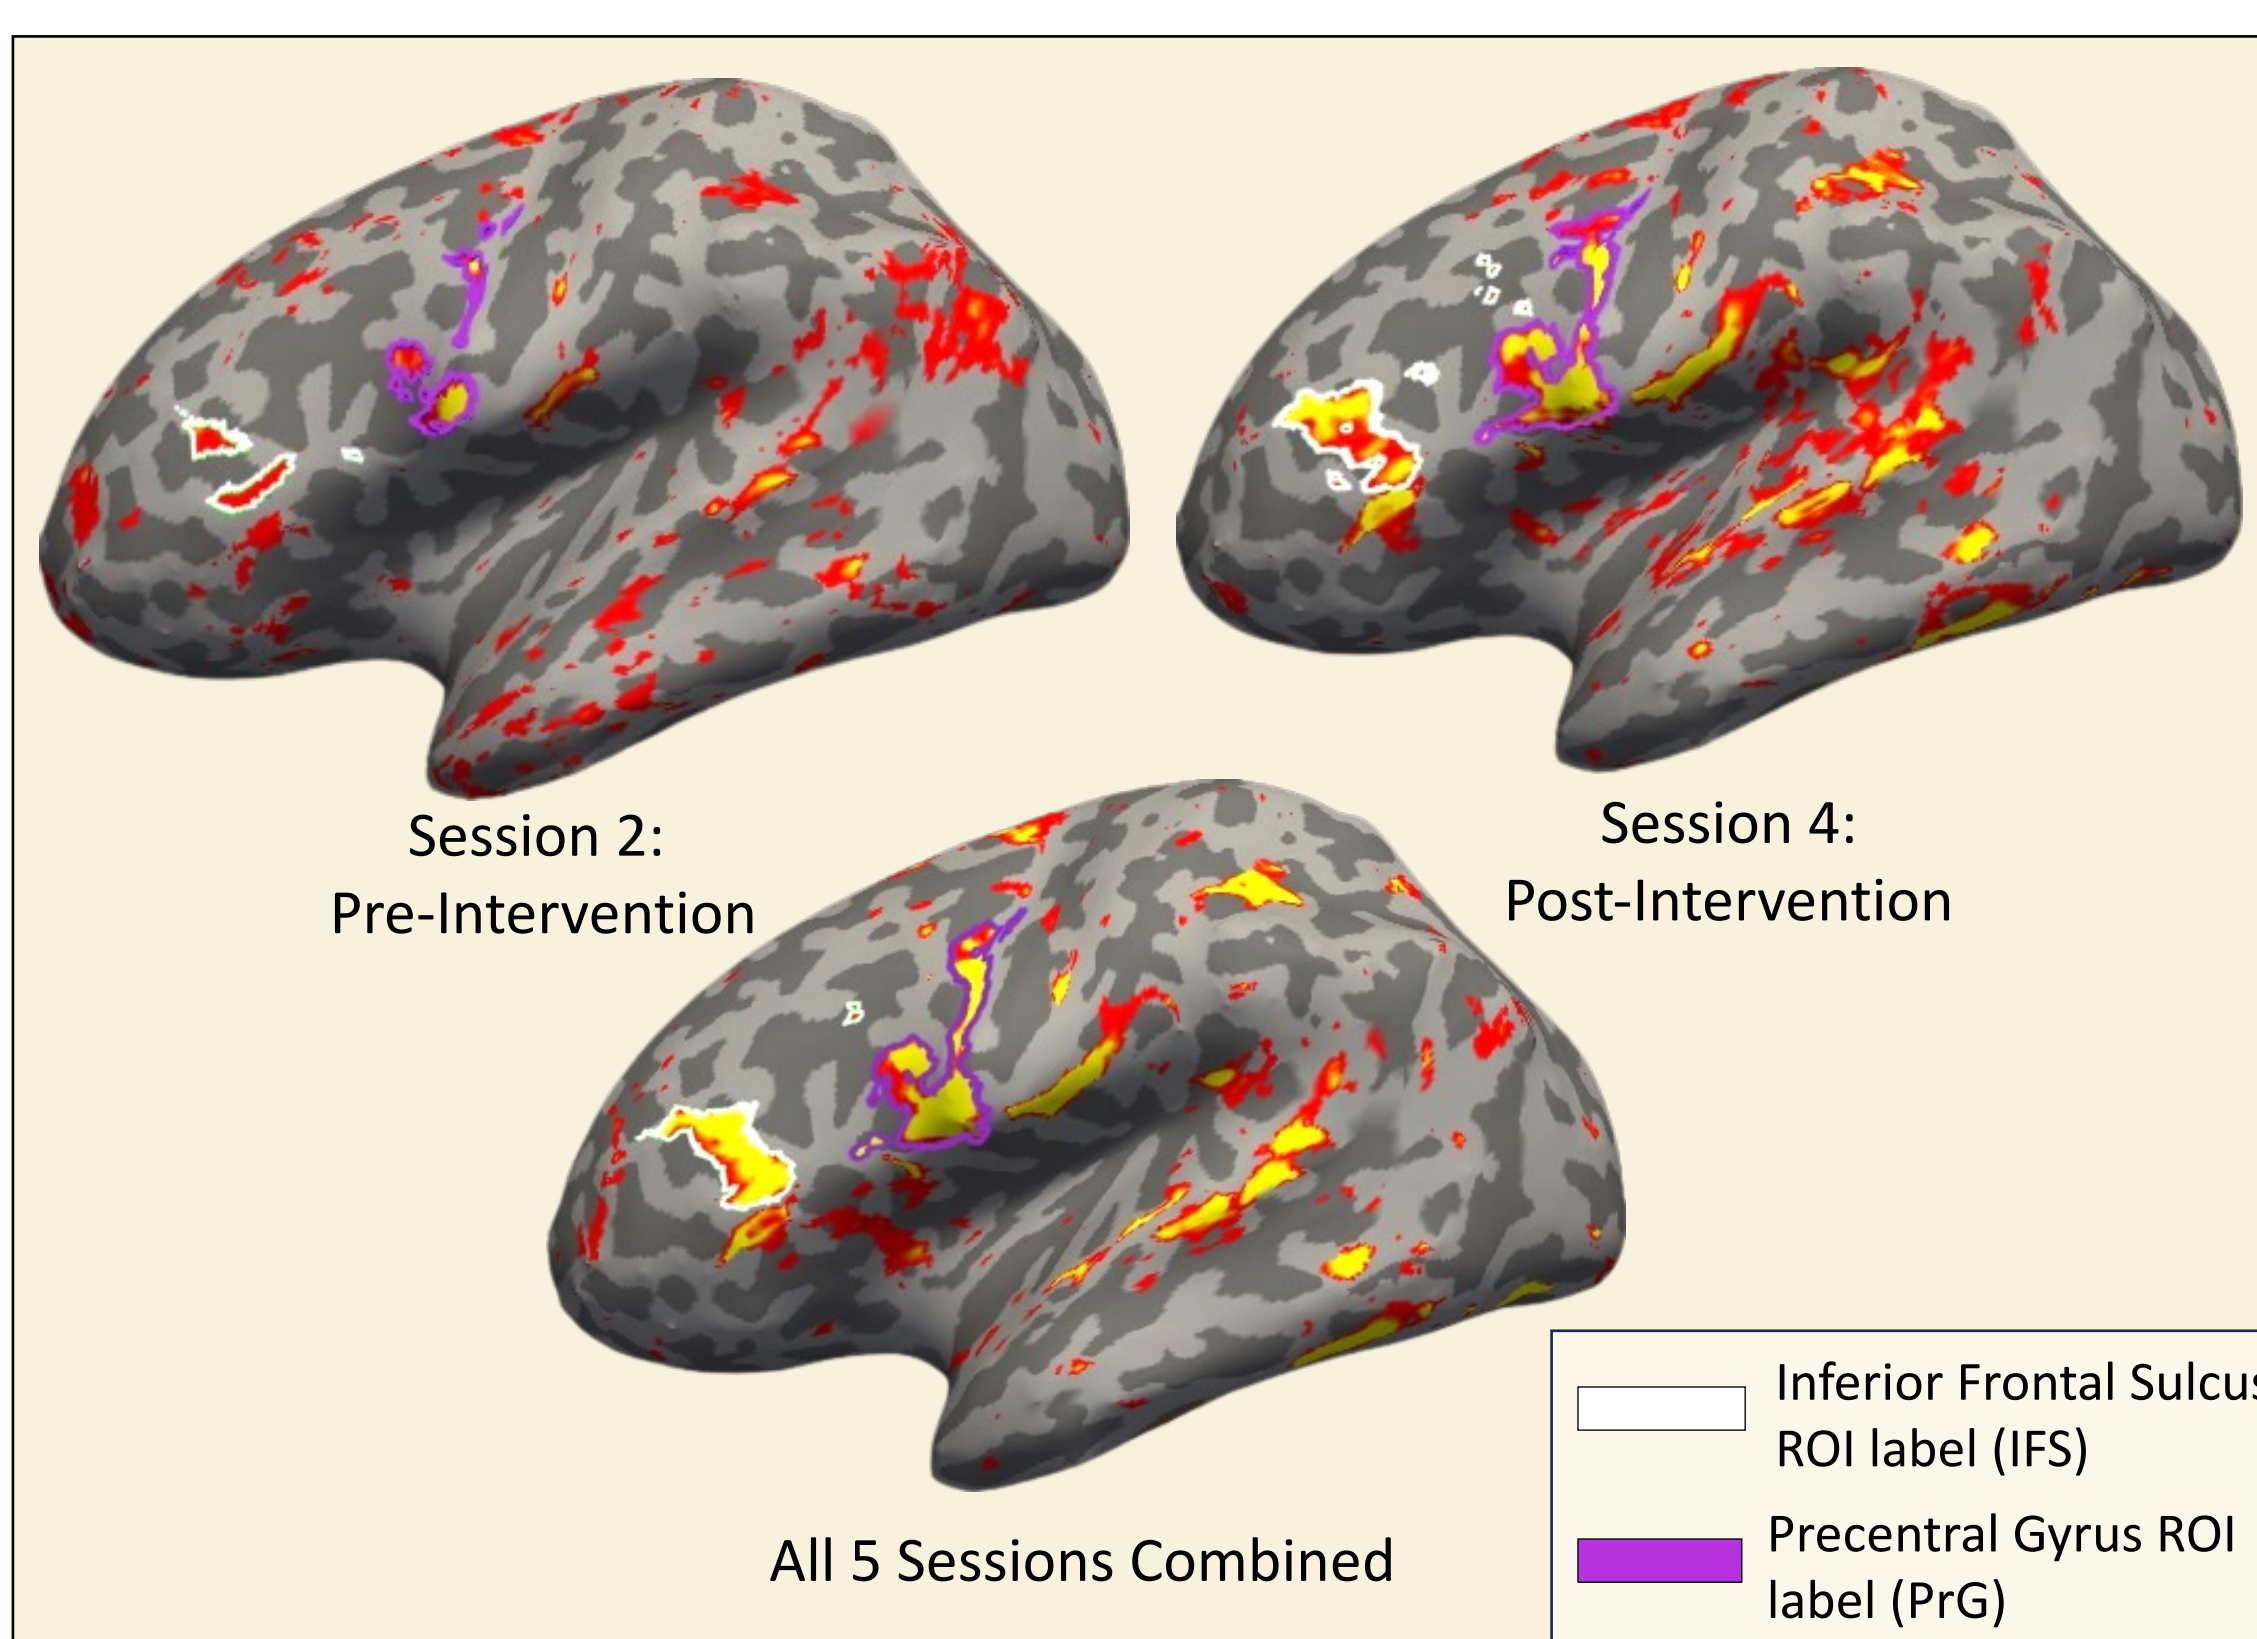 Session 2:
Pre-Intervention
Session 4:
Post-Intervention
All 5 Sessions Combined
Inferior Frontal Sulcus
ROI label (IFS)
Precentral Gyrus ROI
label (PrG)